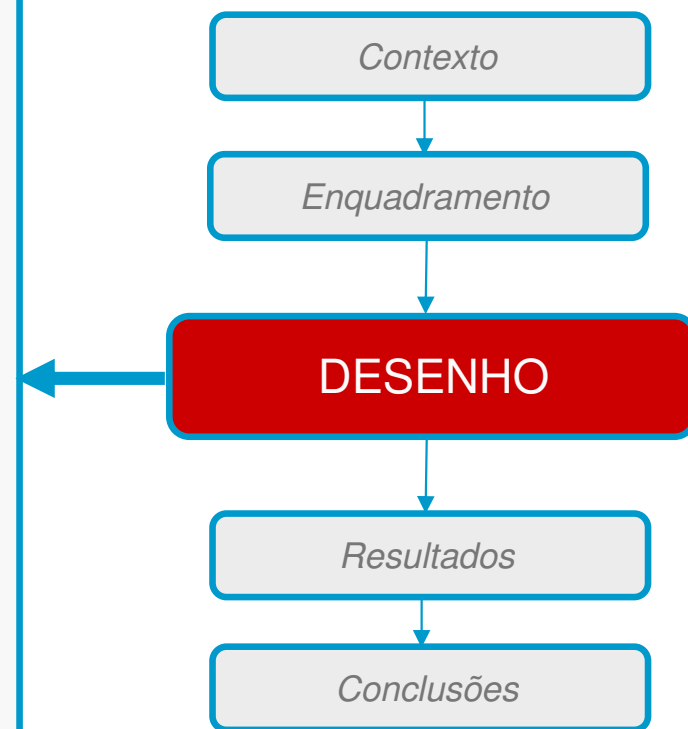 Contexto
Enquadramento
DESENHO
Resultados
Conclusões